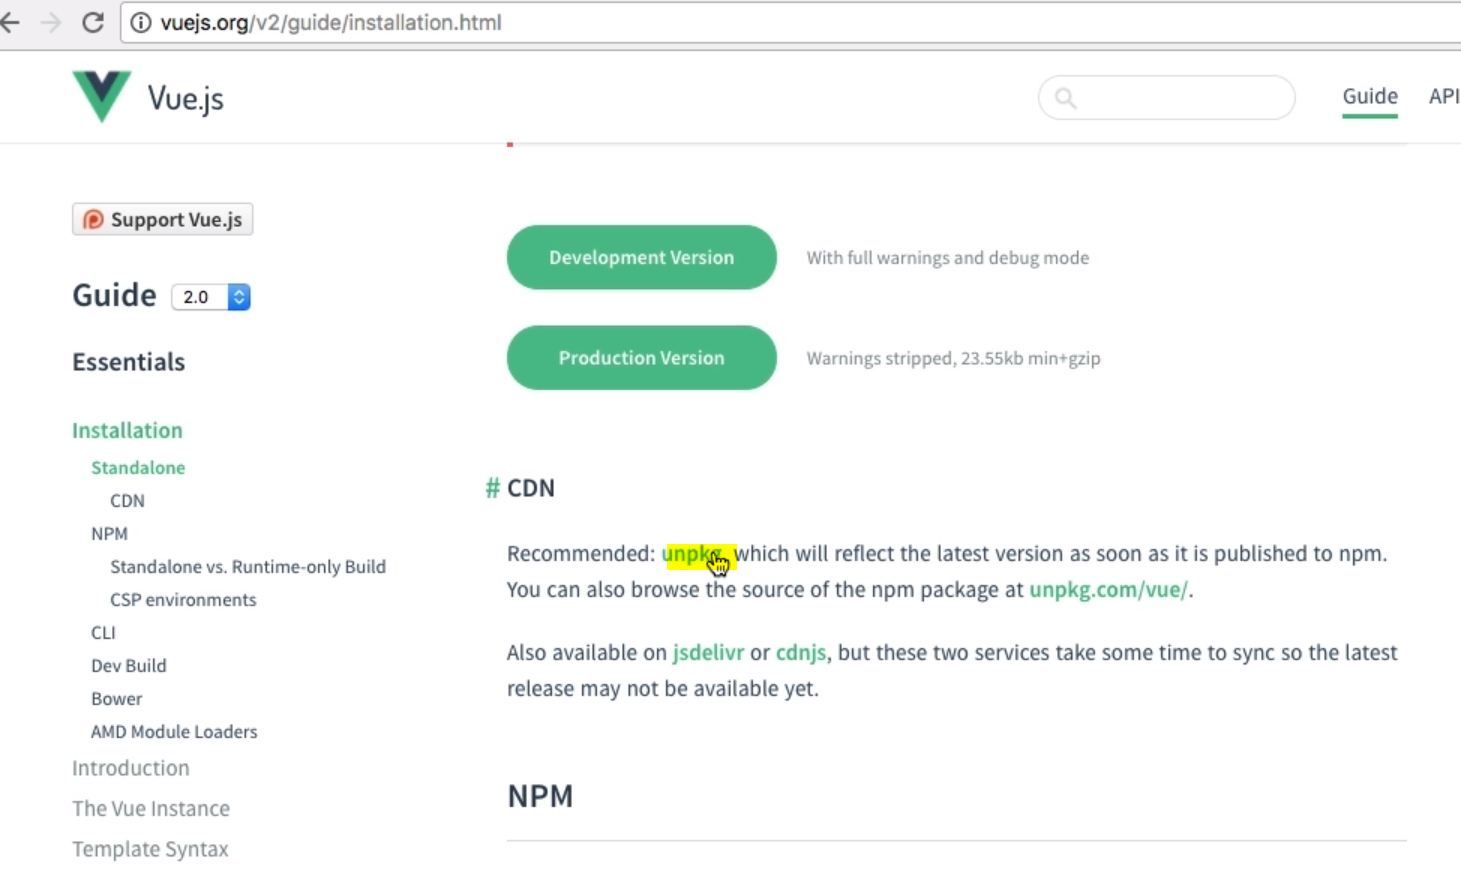 vuejs.org/v2/guide/installation.html
Vue.js
Guide
API
Support Vue.js
Guide 2.0
Essentials
Installation
Standalone
CDN
NPM
Standalone vs. Runtime-only Build
CSP environments
CLI
Dev Build
Bower
AMD Module Loaders
Introduction
The Vue Instance
Template Syntax
Development Version
With full warnings and debug mode
Production Version
Warnings stripped, 23.55kb min+gzip
# CDN
Recommended: unpkg, which will reflect the latest version as soon as it is published to npm.
You can also browse the source of the npm package at unpkg.com/vue/.
Also available on jsdelivr or cdnjs, but these two services take some time to sync so the latest
release may not be available yet.
NPM